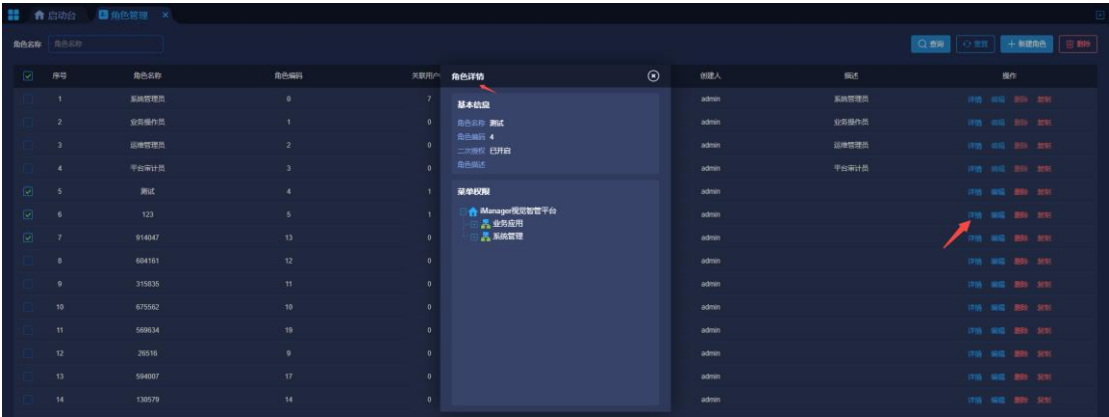 启动台 角色管理 ×
角色名称 角色名称 查询 重置 + 新建角色 删除
序号 角色名称 角色编码 关联用户 创建人 描述 操作
1 系统管理员 0 7 admin 系统管理员 详情 编辑 删除 复制
2 业务操作员 1 0 admin 业务操作员 详情 编辑 删除 复制
3 运维管理员 2 0 admin 运维管理员 详情 编辑 删除 复制
4 平台审计员 3 0 admin 平台审计员 详情 编辑 删除 复制
5 测试 4 1 admin 详情 编辑 删除 复制
6 123 5 1 admin 详情 编辑 删除 复制
7 914047 13 0 admin 详情 编辑 删除 复制
8 604161 12 0 admin 详情 编辑 删除 复制
9 315835 11 0 admin 详情 编辑 删除 复制
10 675562 10 0 admin 详情 编辑 删除 复制
11 569634 19 0 admin 详情 编辑 删除 复制
12 26516 9 0 admin 详情 编辑 删除 复制
13 594007 17 0 admin 详情 编辑 删除 复制
14 130579 14 0 admin 详情 编辑 删除 复制
角色详情
基本信息
角色名称 测试
角色编码 4
二次授权 已开启
角色描述
菜单权限
iManager视觉智管平台
业务应用
系统管理